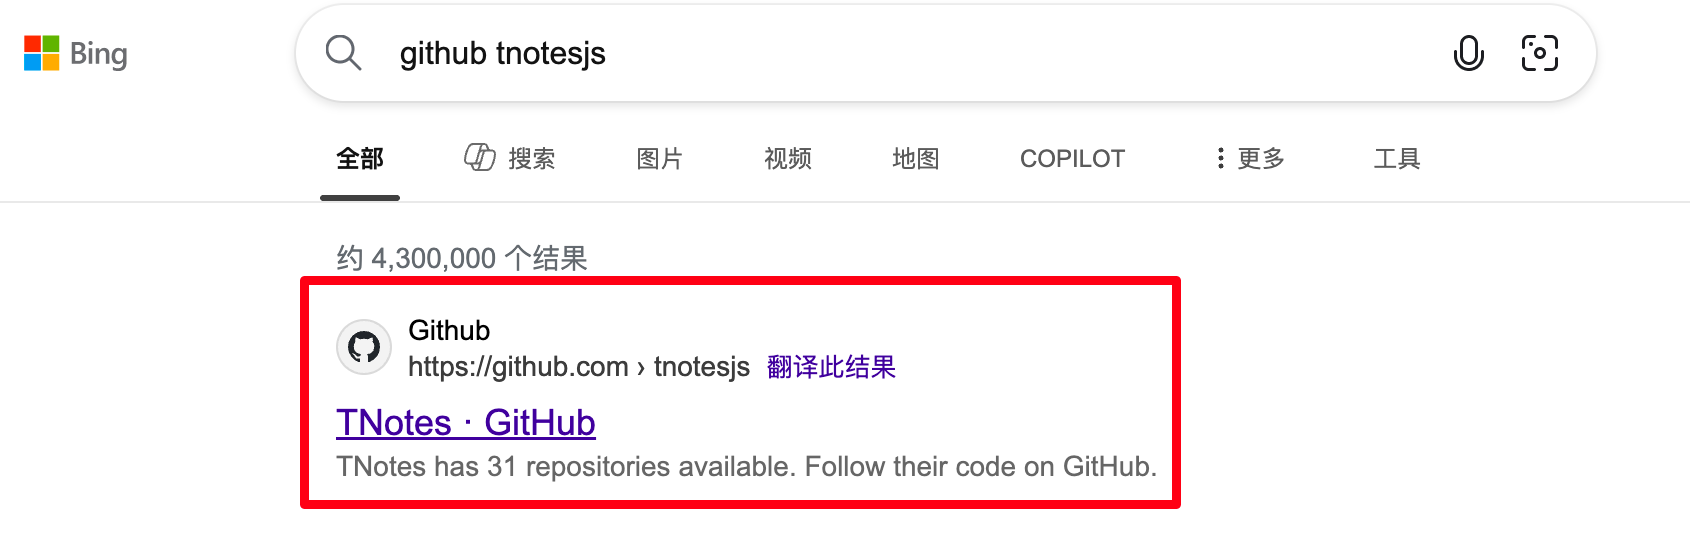 Bing
github tnotesjs
全部
搜索
图片
视频
地图
COPILOT
更多
工具
约 4,300,000 个结果
Github
https://github.com › tnotesjs 翻译此结果
TNotes · GitHub
TNotes has 31 repositories available. Follow their code on GitHub.